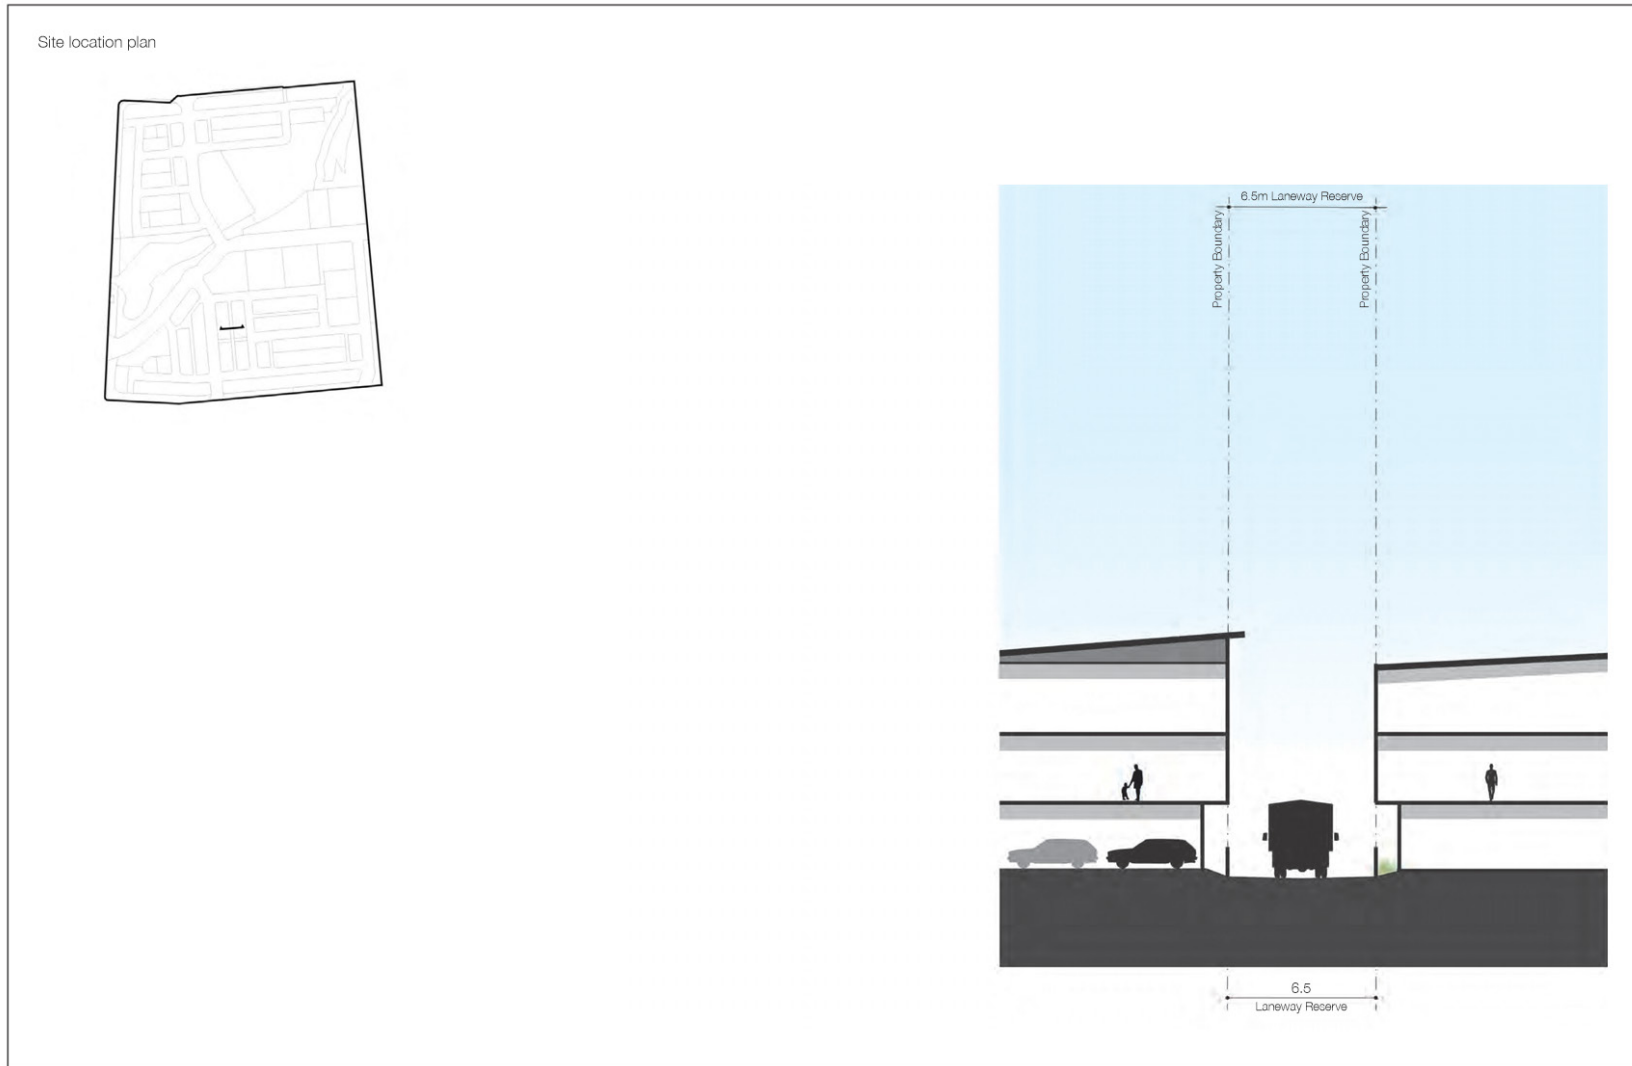 Site location plan
6.5m Laneway Reserve
Property Boundary
Property Boundary
6.5
Laneway Reserve